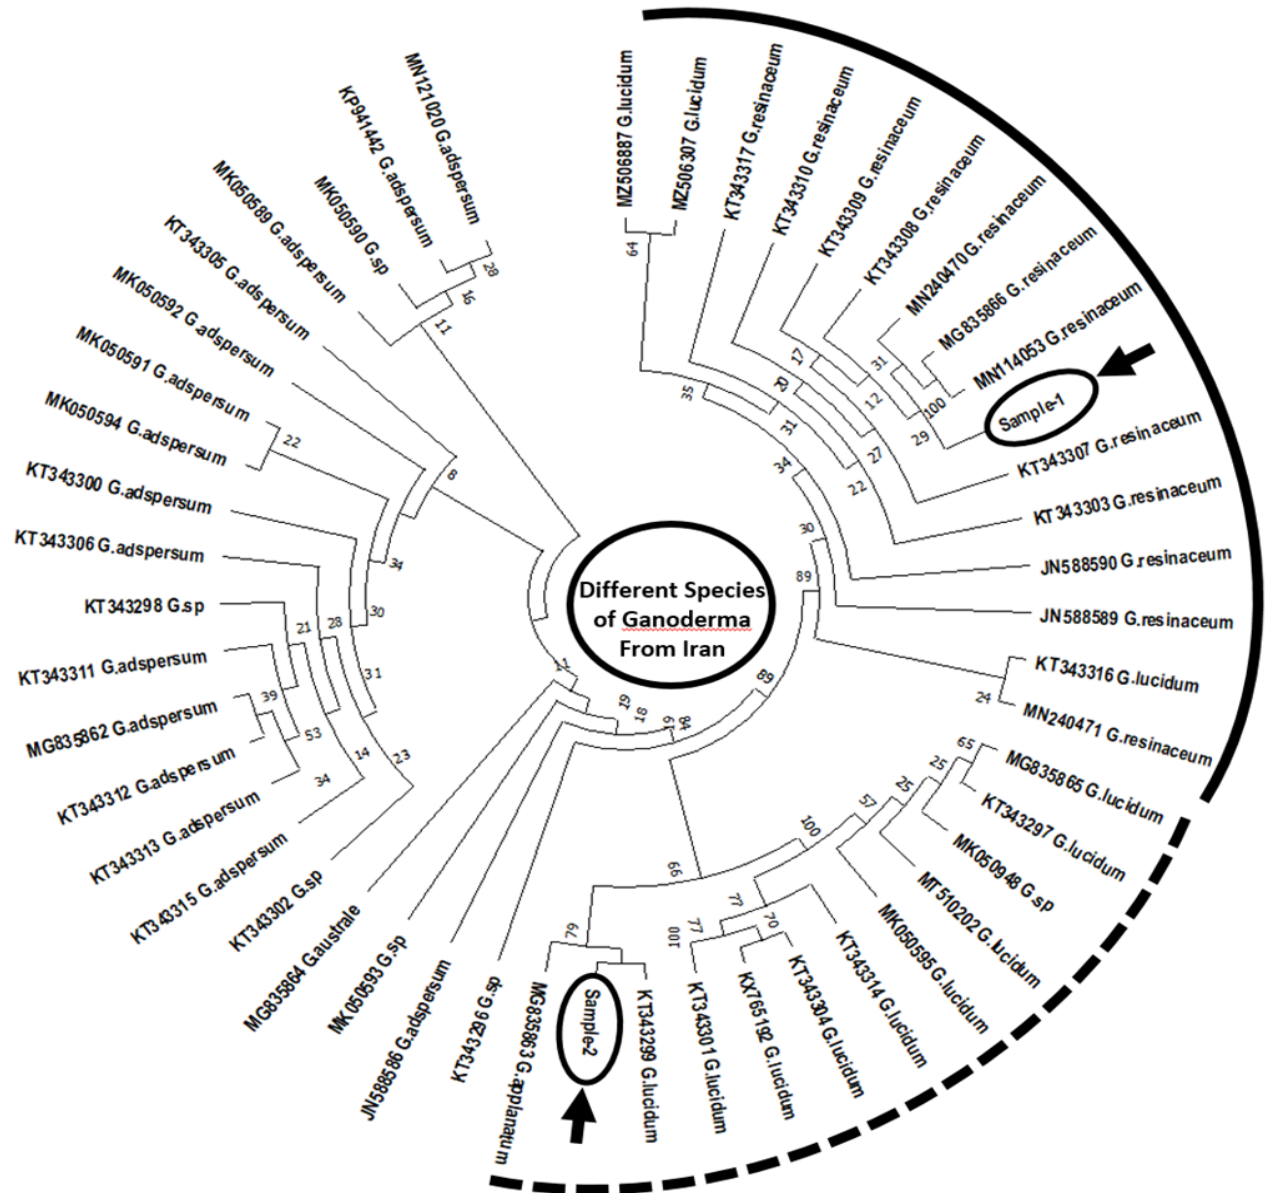 MZ506887 G.lucidum
MZ506307 G.lucidum
KT343317 G.resinaceum
KT343310 G.resinaceum
KT343309 G.resinaceum
KT343308 G.resinaceum
MN240470 G.resinaceum
MG835866 G.resinaceum
MN114053 G.resinaceum
Sample-1
KT343307 G.resinaceum
KT343303 G.resinaceum
JN588590 G.resinaceum
JN588589 G.resinaceum
KT343316 G.lucidum
MN240471 G.resinaceum
MG835865 G.lucidum
KT343297 G.lucidum
MK050948 G.sp
MT510202 G.lucidum
MK050595 G.lucidum
KT343314 G.lucidum
KT343304 G.lucidum
KX765192 G.lucidum
KT343301 G.lucidum
KT343299 G.lucidum
Sample-2
MG835863 G.applanatum
KT343296 G.sp
JN588586 G.adspersum
MK050593 G.sp
MG835864 G.australe
KT343302 G.sp
KT343315 G.adspersum
KT343313 G.adspersum
KT343312 G.adspersum
MG835862 G.adspersum
KT343311 G.adspersum
KT343298 G.sp
KT343306 G.adspersum
KT343300 G.adspersum
MK050594 G.adspersum
MK050591 G.adspersum
MK050592 G.adspersum
KT343305 G.adspersum
MK050589 G.adspersum
MK050590 G.sp
KP941442 G.adspersum
MN121020 G.adspersum
Different Species
of Ganoderma
From Iran
64
35
31
34
30
89
22
27
20
17
12
31
100
29
24
65
25
25
57
100
66
77
70
77
100
79
89
84
19
18
19
11
23
14
34
53
39
21
28
31
30
34
22
8
11
16
28